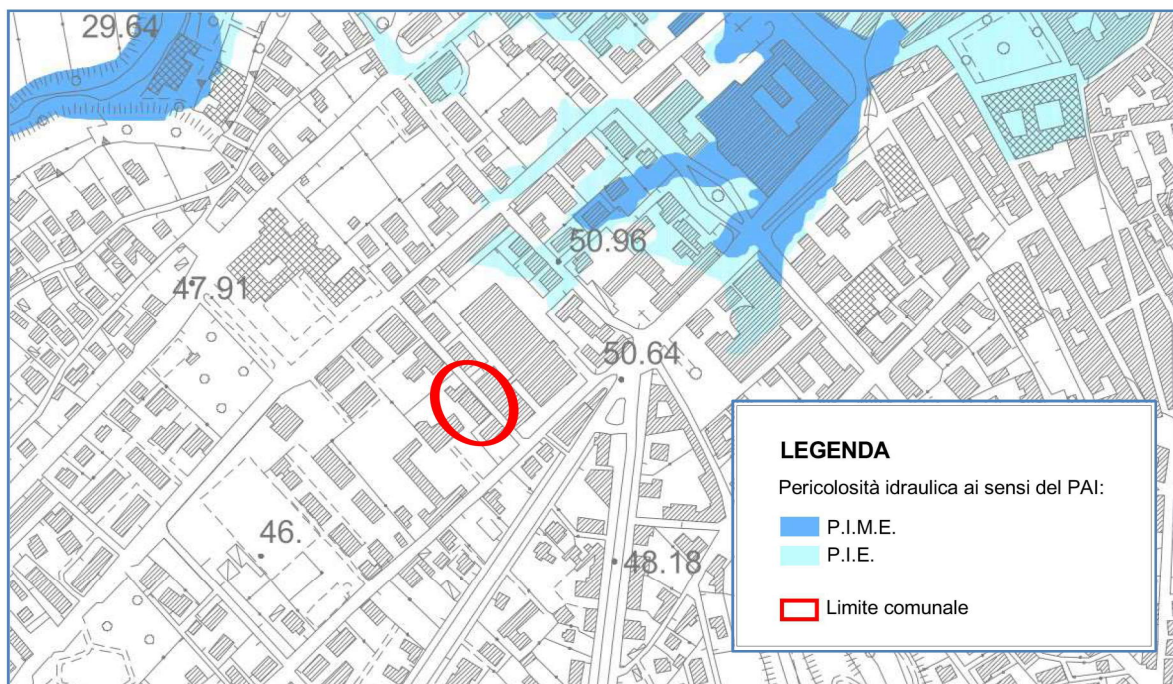 29.64
50.96
47.91
50.64
46.
48.18
LEGENDA
Pericolosità idraulica ai sensi del PAI:
P.I.M.E.
P.I.E.
Limite comunale